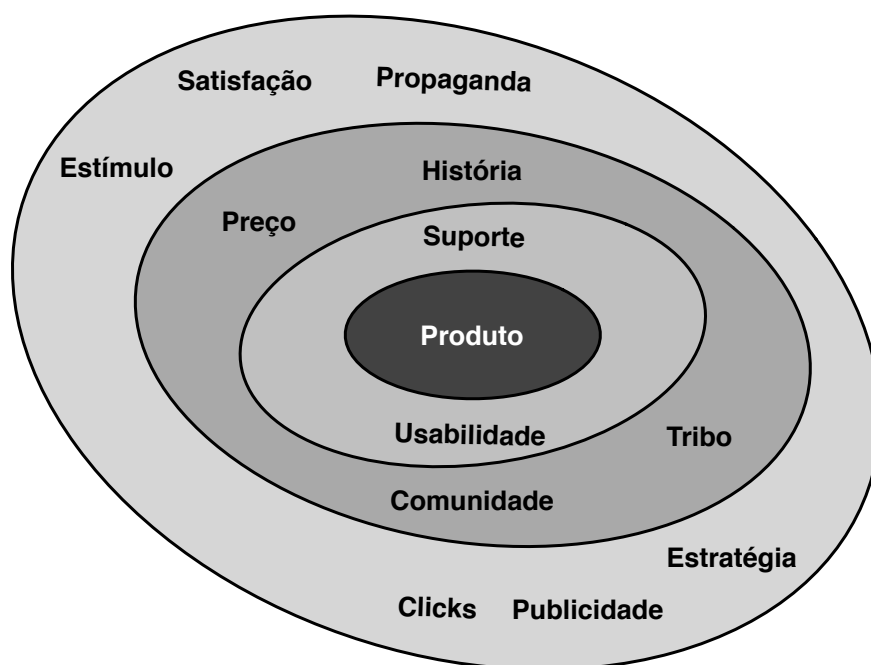 Satisfação
Propaganda
Estímulo
História
Preço
Suporte
Produto
Usabilidade
Tribo
Comunidade
Estratégia
Clicks
Publicidade